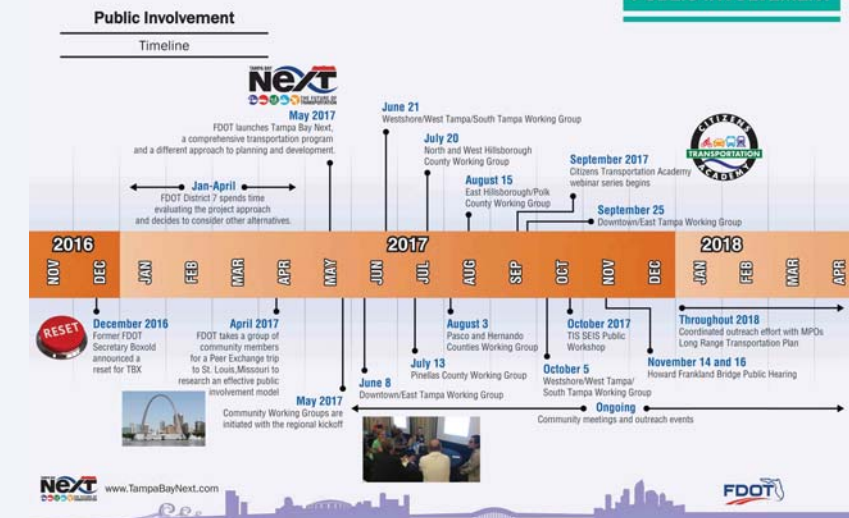 Public Involvement
Timeline
TAMPA BAY
NEXT
THE FUTURE OF
TRANSPORTATION
May 2017
FDOT launches Tampa Bay Next,
a comprehensive transportation program
and a different approach to planning and development.
Jan-April
FDOT District 7 spends time
evaluating the project approach
and decides to consider other alternatives.
June 21
Westshore/West Tampa/South Tampa Working Group
July 20
North and West Hillsborough
County Working Group
August 15
East Hillsborough/Polk
County Working Group
September 2017
Citizens Transportation Academy
webinar series begins
September 25
Downtown/East Tampa Working Group
CITIZENS
TRANSPORTATION
ACADEMY
2016
2017
2018
NOV
DEC
JAN
FEB
MAR
APR
MAY
JUN
JUL
AUG
SEP
OCT
NOV
DEC
JAN
FEB
MAR
APR
RESET
December 2016
Former FDOT
Secretary Boxold
announced a
reset for TBX
April 2017
FDOT takes a group of
community members
for a Peer Exchange trip
to St. Louis,Missouri to
research an effective public
involvement model
May 2017
Community Working Groups are
initiated with the regional kickoff
June 8
Downtown/East Tampa Working Group
July 13
Pinellas County Working Group
August 3
Pasco and Hernando
Counties Working Group
October 5
Westshore/West Tampa/
South Tampa Working Group
October 2017
TIS SEIS Public
Workshop
November 14 and 16
Howard Frankland Bridge Public Hearing
Throughout 2018
Coordinated outreach effort with MPOs
Long Range Transportation Plan
Ongoing
Community meetings and outreach events
NEXT
www.TampaBayNext.com
FDOT